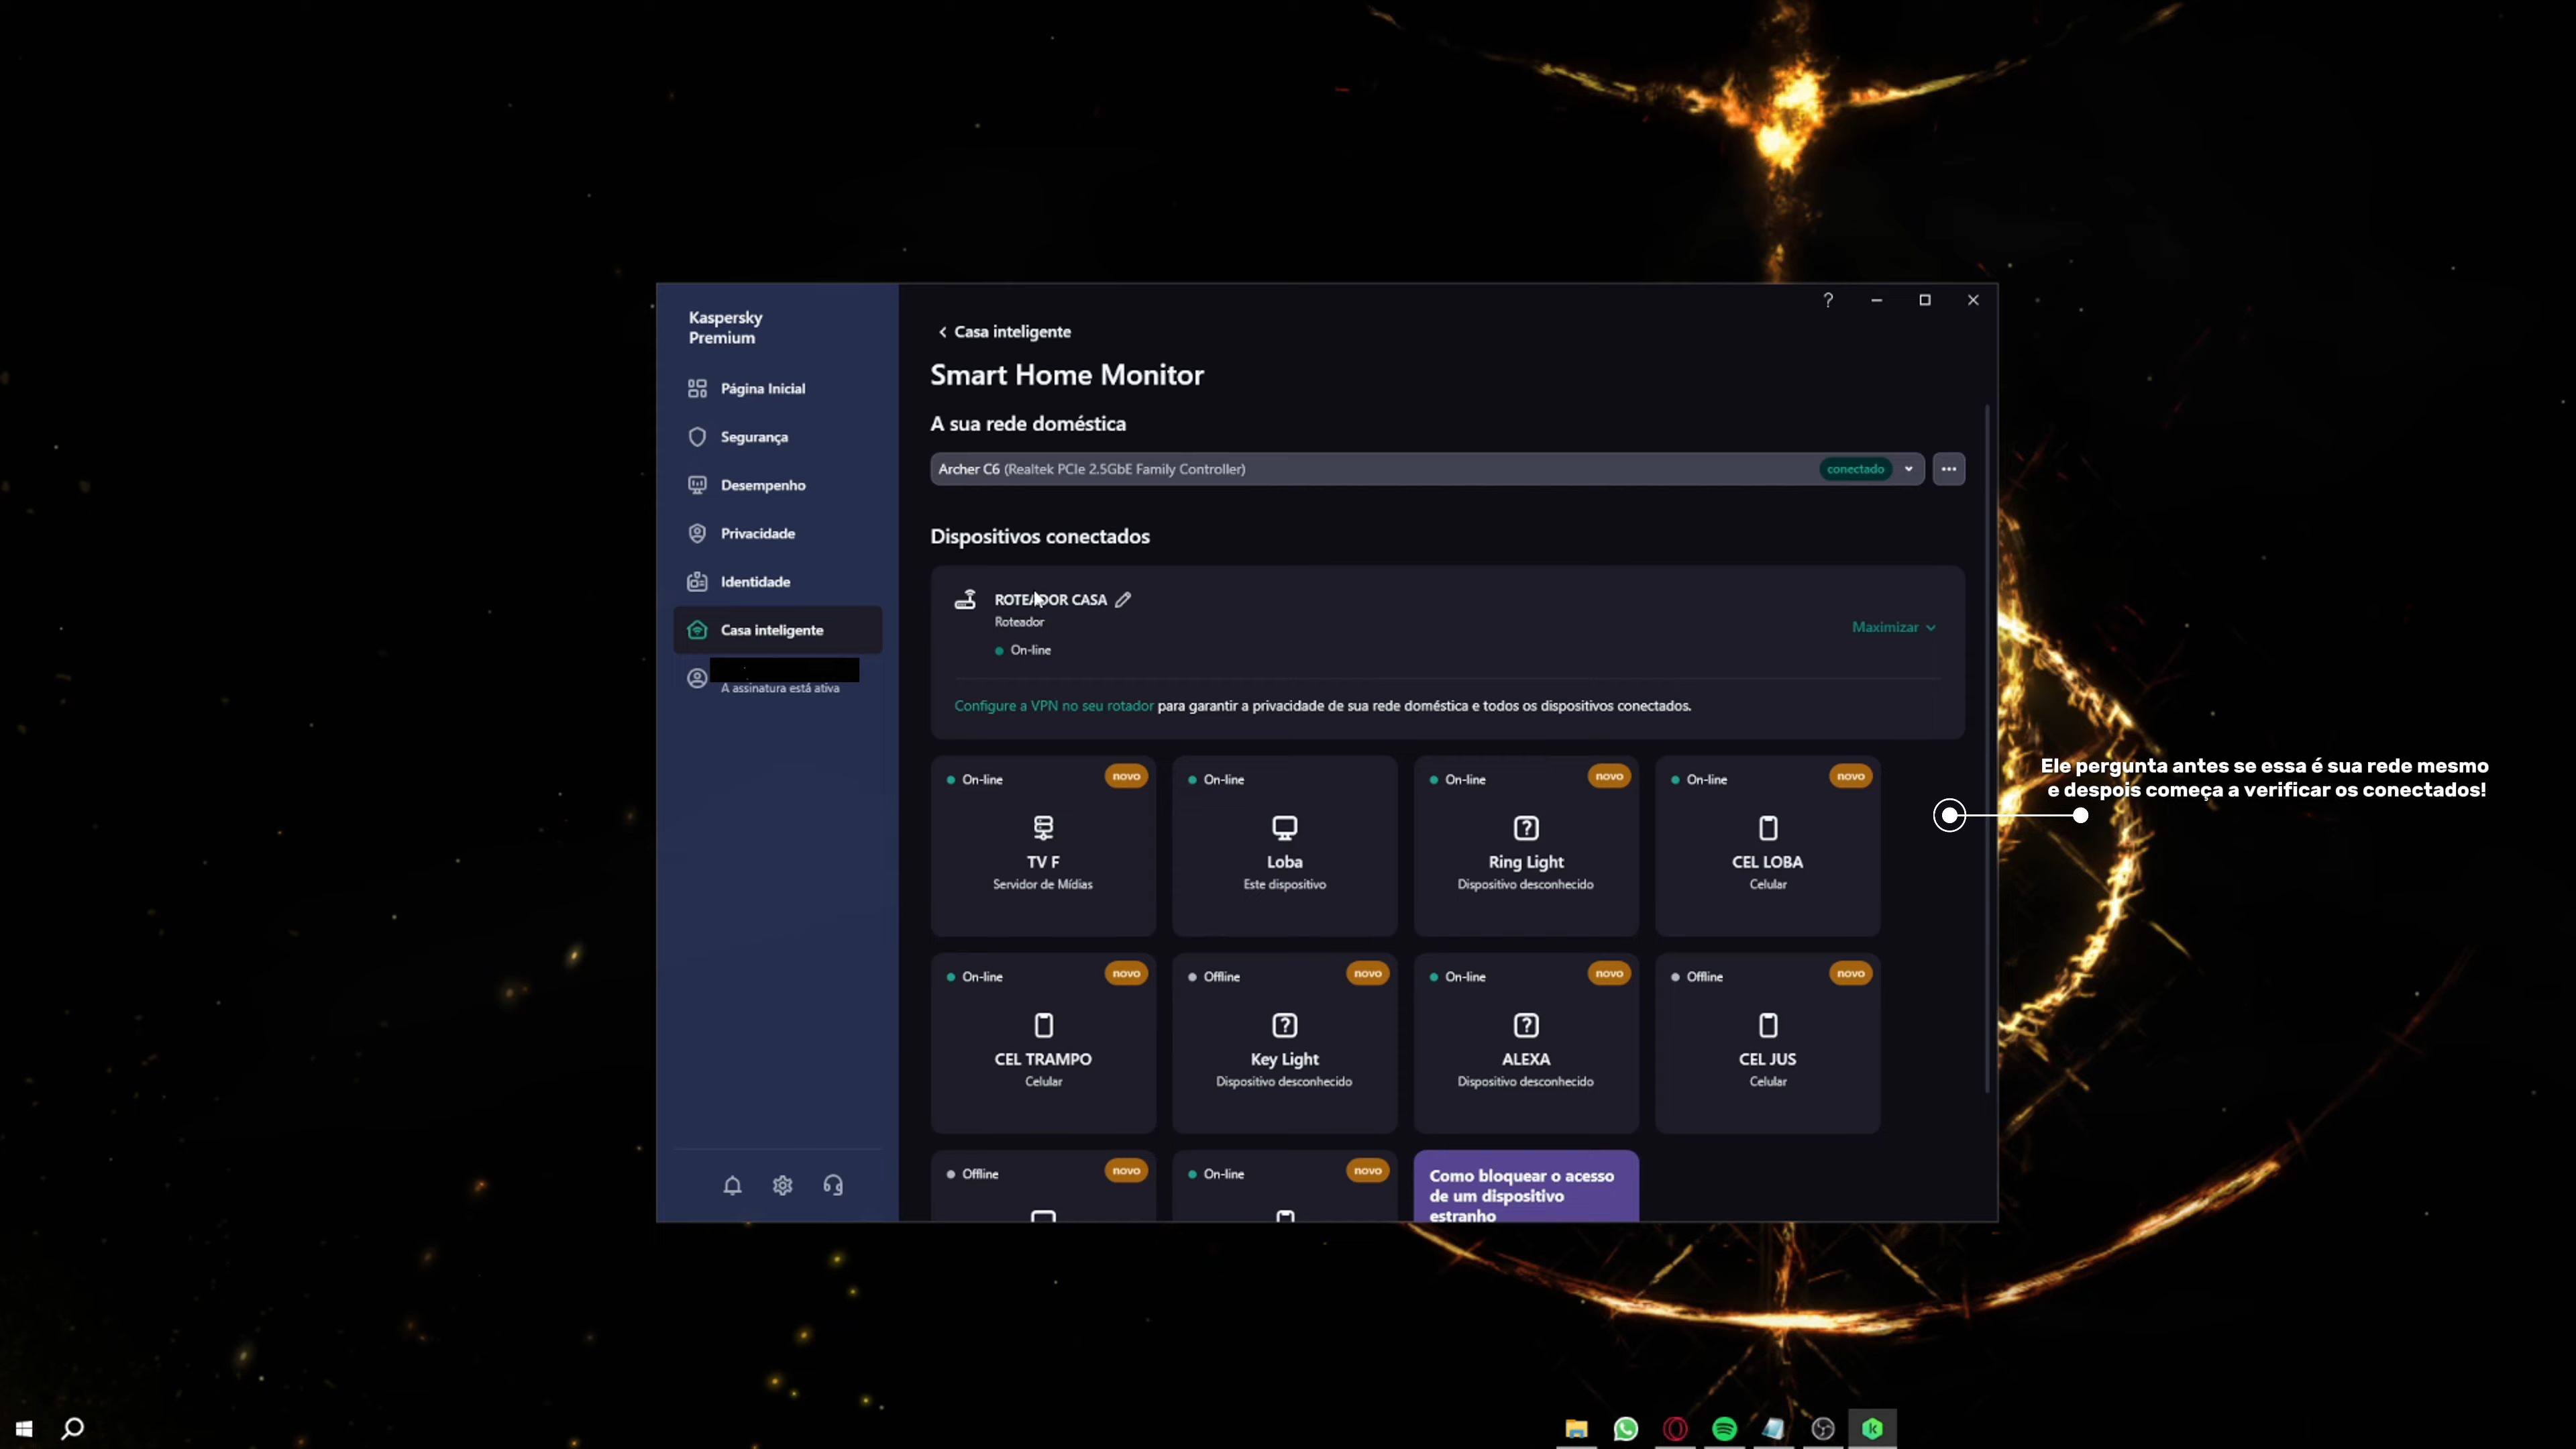 Kaspersky
Premium
Página Inicial
Segurança
Desempenho
Privacidade
Identidade
Casa inteligente
A assinatura está ativa
?
Casa inteligente
Smart Home Monitor
A sua rede doméstica
Archer C6 (Realtek PCIe 2.5GbE Family Controller)
conectado
Dispositivos conectados
ROTEADOR CASA
Roteador
On-line
Maximizar
Configure a VPN no seu rotador para garantir a privacidade de sua rede doméstica e todos os dispositivos conectados.
On-line
novo
TV F
Servidor de Mídias
On-line
Loba
Este dispositivo
On-line
novo
Ring Light
Dispositivo desconhecido
On-line
novo
CEL LOBA
Celular
On-line
novo
CEL TRAMPO
Celular
Offline
novo
Key Light
Dispositivo desconhecido
On-line
novo
ALEXA
Dispositivo desconhecido
Offline
novo
CEL JUS
Celular
Offline
novo
On-line
novo
Como bloquear o acesso
de um dispositivo
estranho
Ele pergunta antes se essa é sua rede mesmo
e despois começa a verificar os conectados!